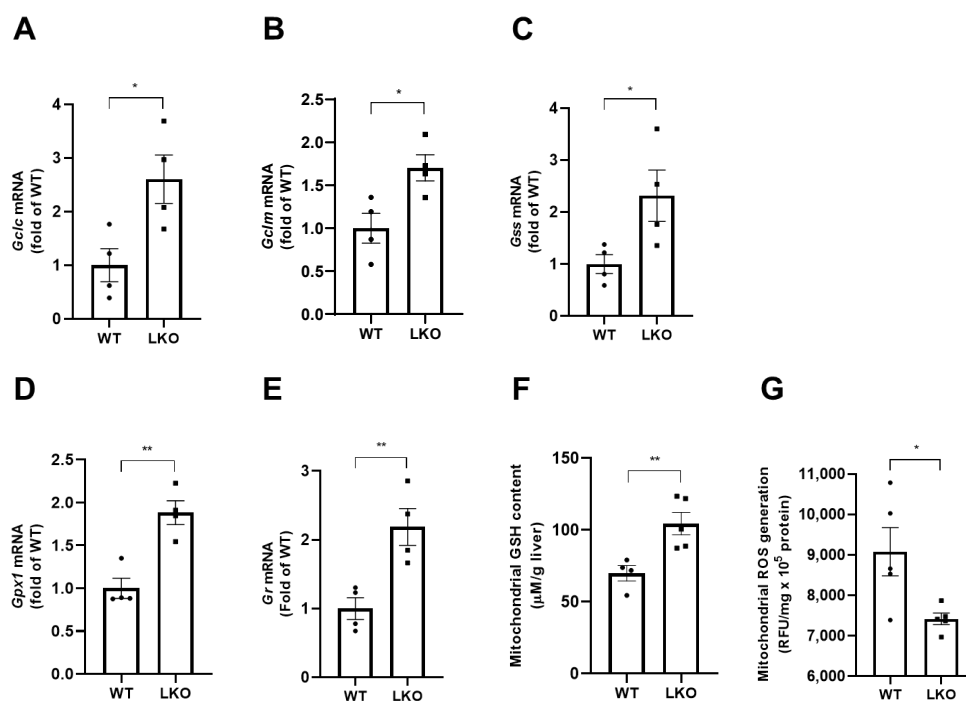 A
B
C
*
Gclc mRNA
(fold of WT)
4
3
2
1
0
WT
LKO
*
Gclm mRNA
(fold of WT)
2.5
2.0
1.5
1.0
0.5
0.0
WT
LKO
*
Gss mRNA
(fold of WT)
4
3
2
1
0
WT
LKO
D
E
F
G
**
Gpx1 mRNA
(fold of WT)
2.5
2.0
1.5
1.0
0.5
0.0
WT
LKO
**
Gr mRNA
(Fold of WT)
3
2
1
0
WT
LKO
**
Mitochondrial GSH content
(µM/g liver)
150
100
50
0
WT
LKO
*
Mitochondrial ROS generation
(RFU/mg x 10⁵ protein)
11,000
10,000
9,000
8,000
7,000
6,000
WT
LKO